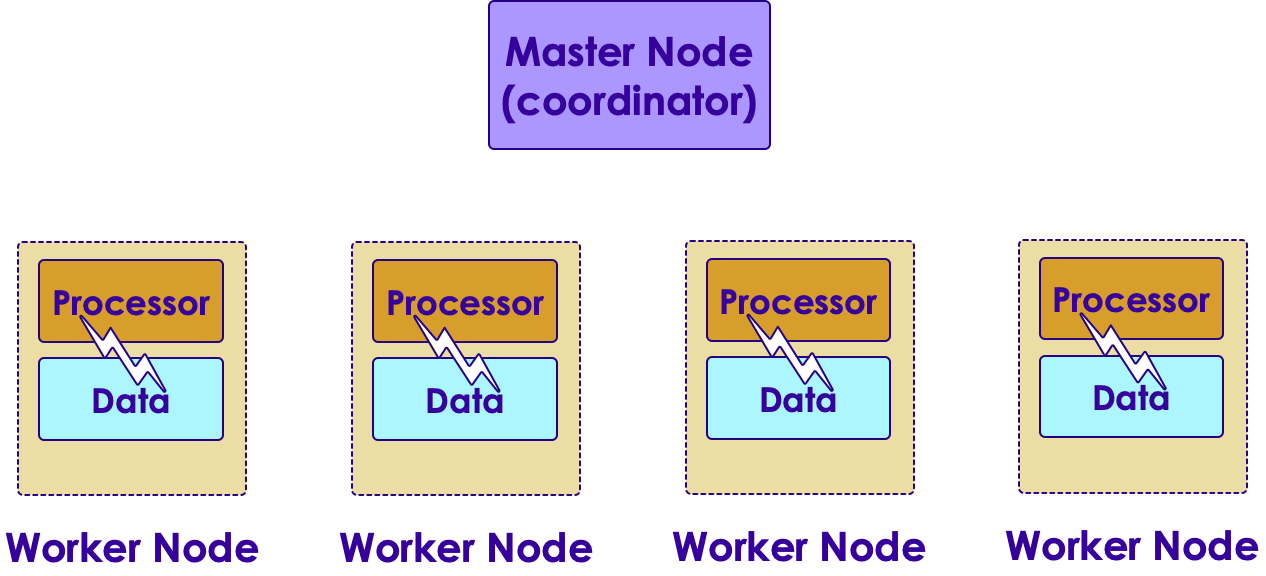 Master Node
(coordinator)
Processor
Data
Worker Node
Processor
Data
Worker Node
Processor
Data
Worker Node
Processor
Data
Worker Node